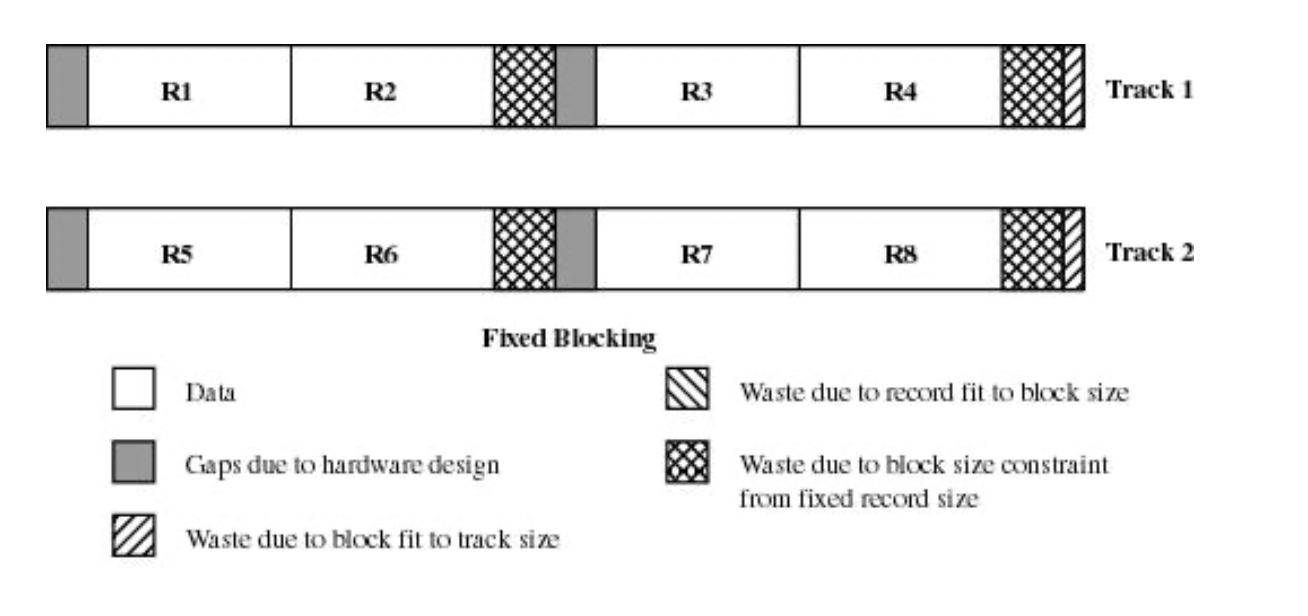 R1 R2 R3 R4 Track 1
R5 R6 R7 R8 Track 2
Fixed Blocking
Data
Waste due to record fit to block size
Gaps due to hardware design
Waste due to block size constraint
from fixed record size
Waste due to block fit to track size